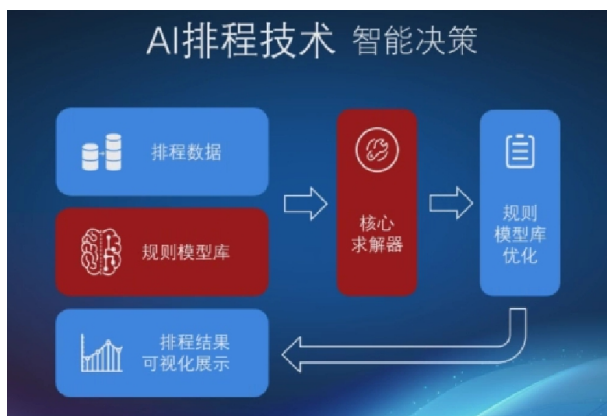 AI排程技术 智能决策
排程数据
规则模型库
核心
求解器
规则
模型库
优化
排程结果
可视化展示